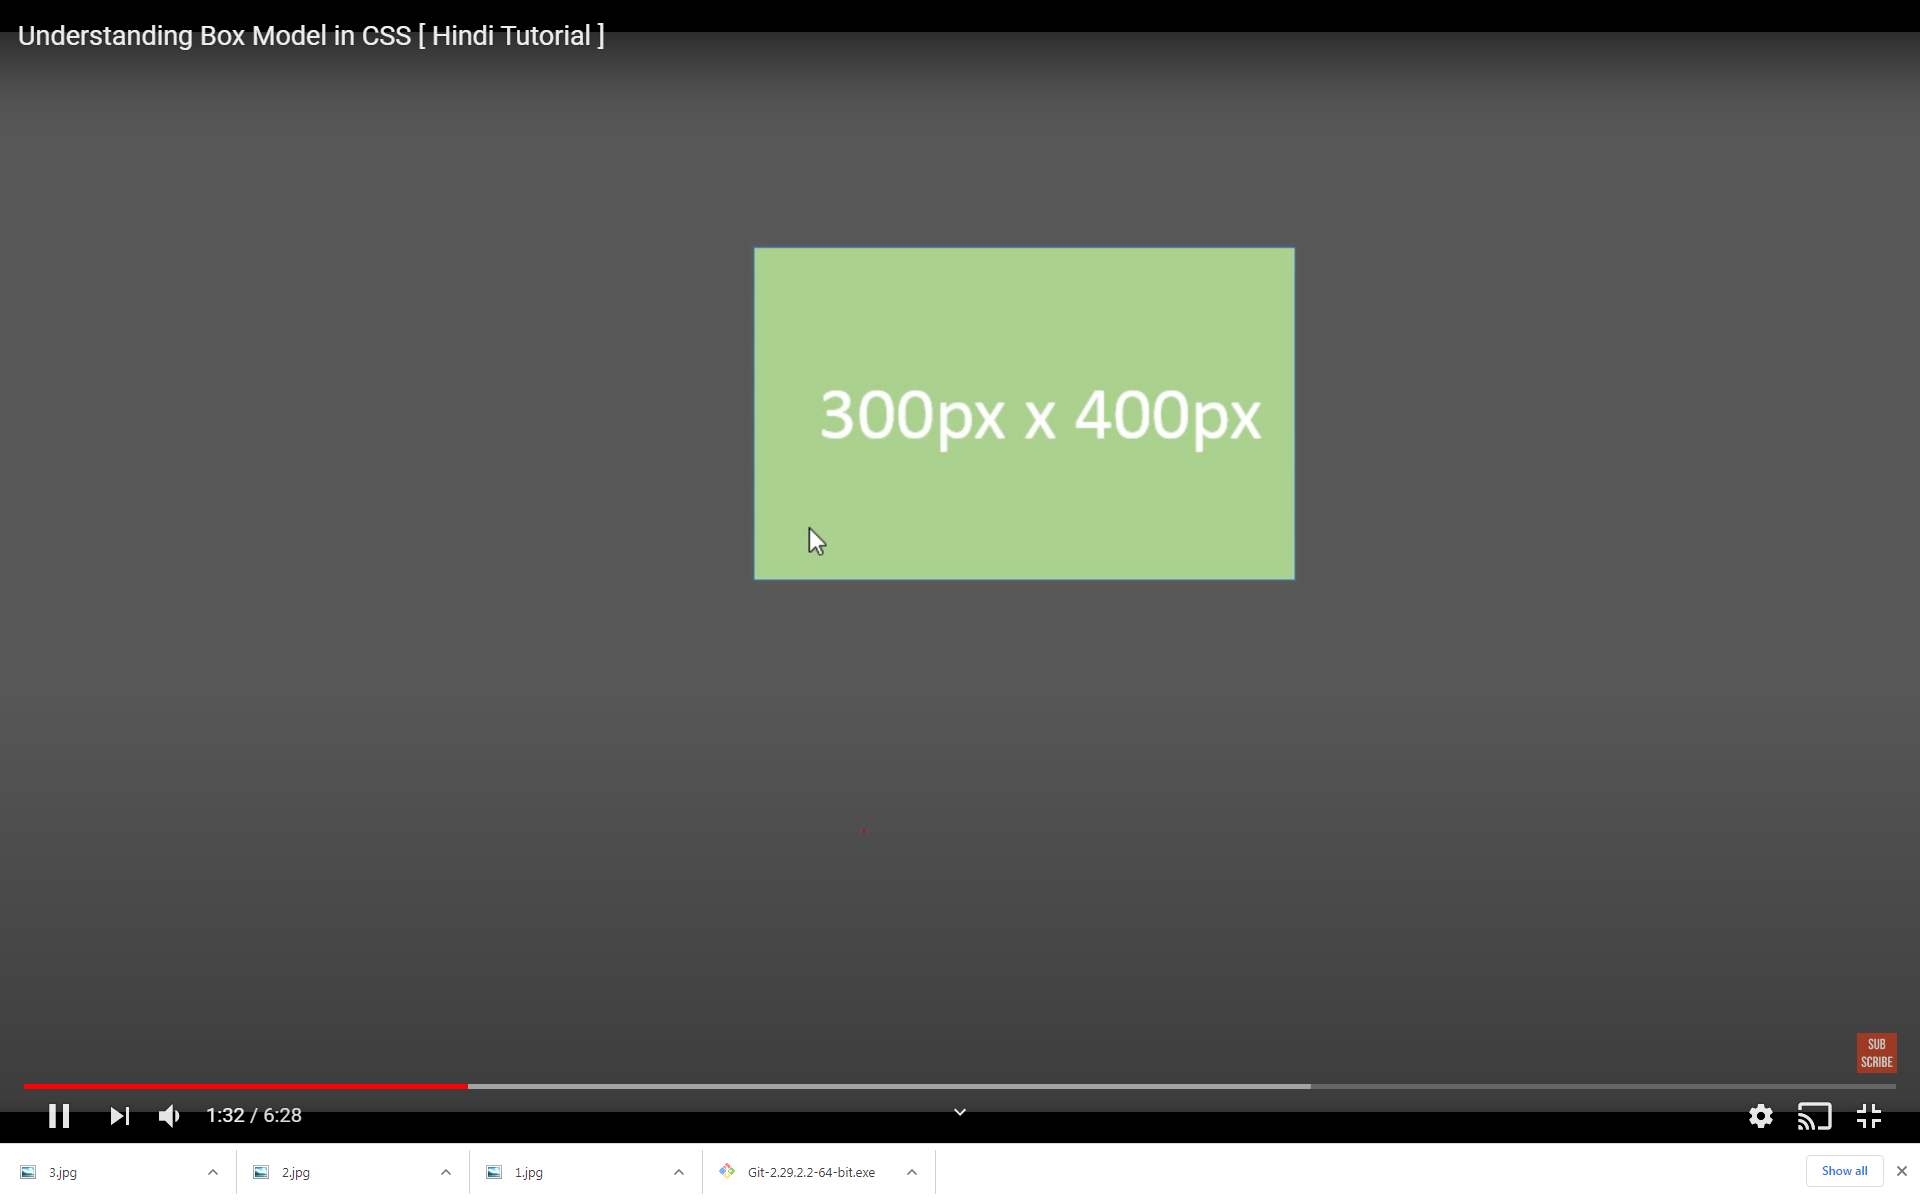 Understanding Box Model in CSS [ Hindi Tutorial ]
300px x 400px
SUB
SCRIBE
1:32 / 6:28
3.jpg
2.jpg
1.jpg
Git-2.29.2.2-64-bit.exe
Show all